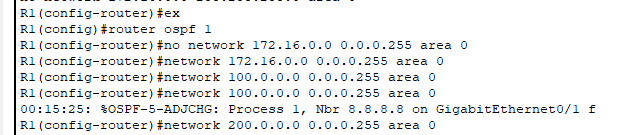 R1(config-router)#ex
R1(config)#router ospf 1
R1(config-router)#no network 172.16.0.0 0.0.0.255 area 0
R1(config-router)#network 172.16.0.0 0.0.0.255 area 0
R1(config-router)#network 100.0.0.0 0.0.0.255 area 0
R1(config-router)#network 100.0.0.0 0.0.0.255 area 0
00:15:25: %OSPF-5-ADJCHG: Process 1, Nbr 8.8.8.8 on GigabitEthernet0/1 f
R1(config-router)#network 200.0.0.0 0.0.0.255 area 0